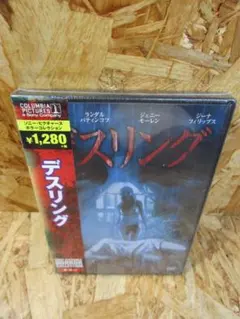 COLUMBIA
PICTURES
a Sony Company
ソニー・ピクチャーズ
ホラーコレクション
¥1,280
デスリング
ランダル
バティンコフ
ジェニー
モーレン
ジーナ
フィリップス
デスリング